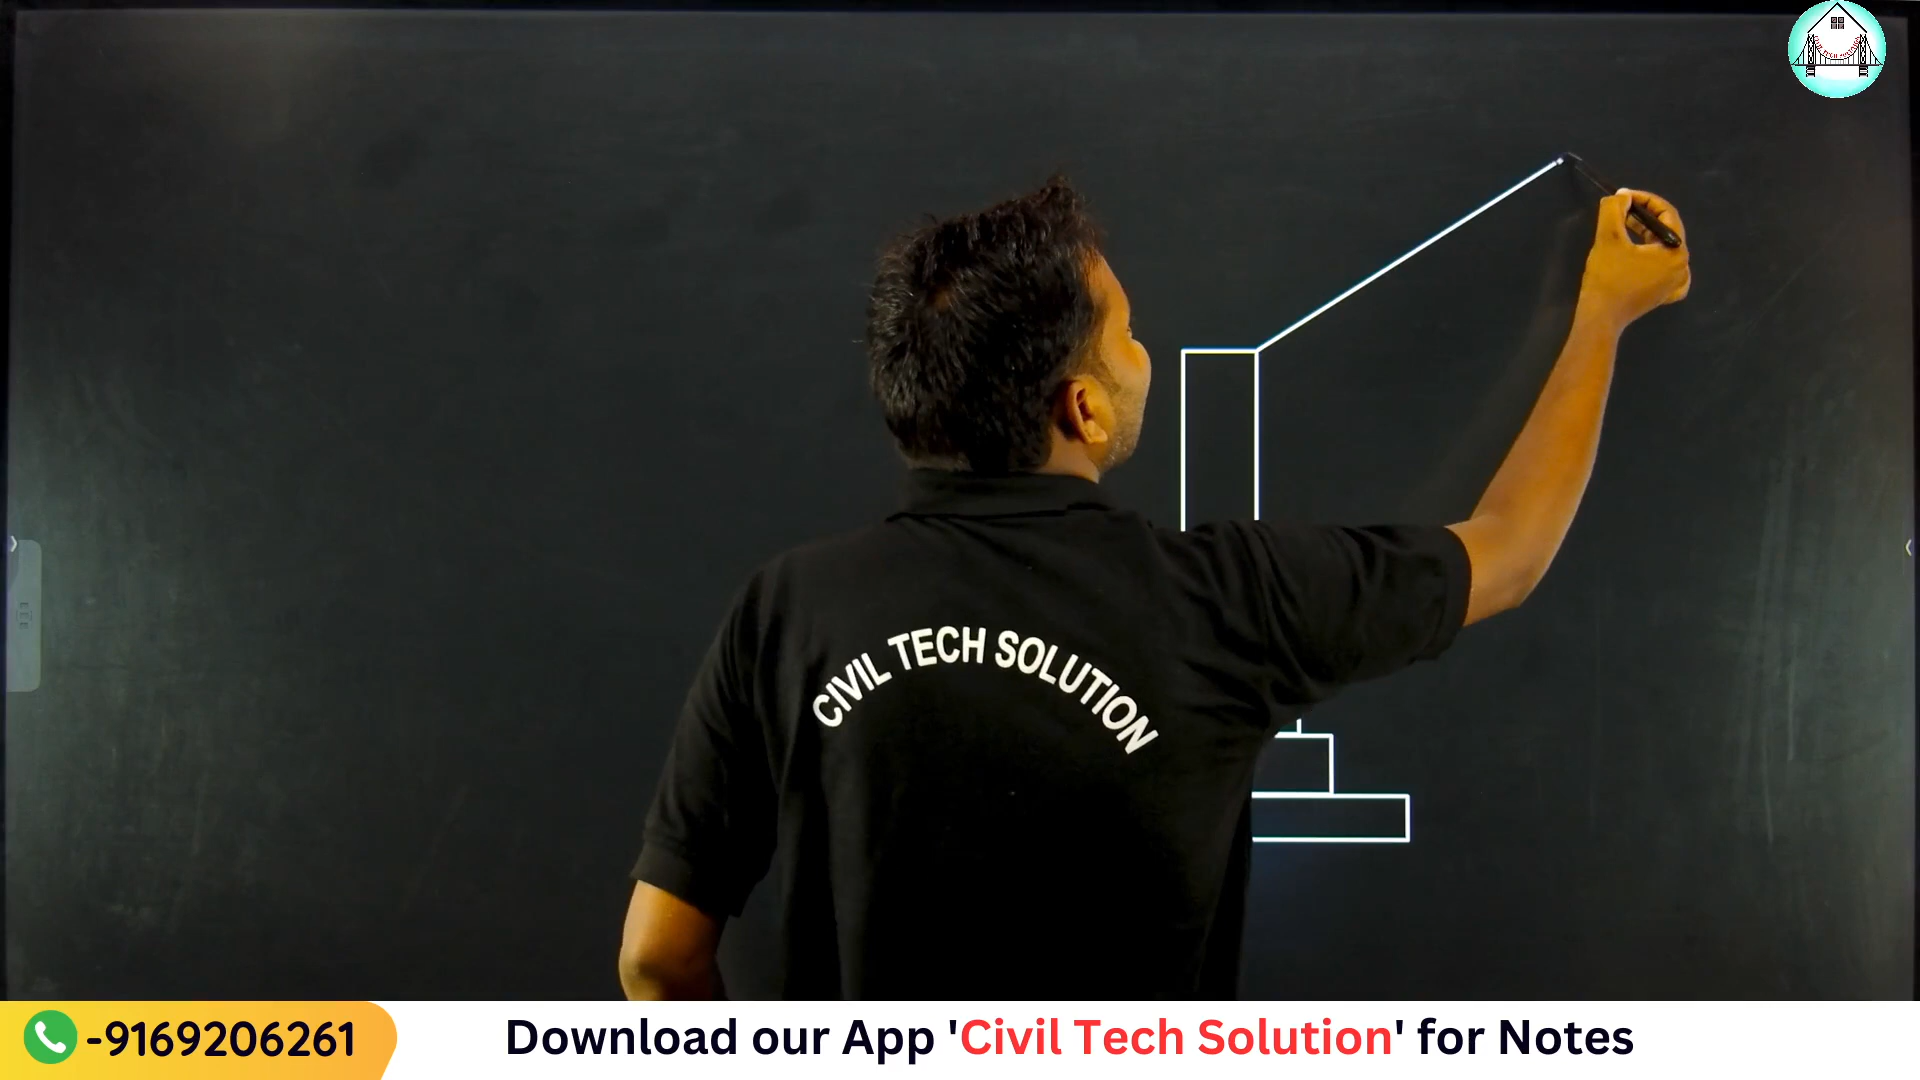 CIVIL TECH SOLUTION
-9169206261
Download our App 'Civil Tech Solution' for Notes